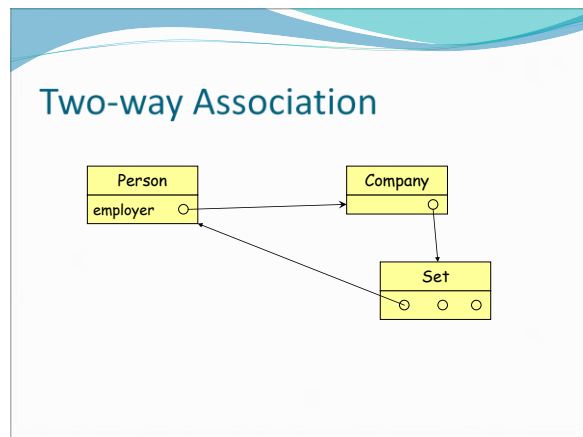 Two-way Association
Person
Company
employer
Set